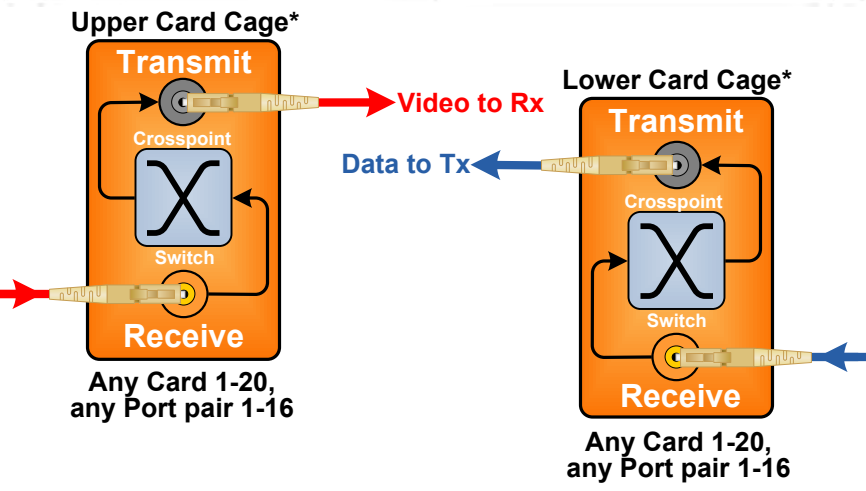 Upper Card Cage*
Transmit
Video to Rx
Crosspoint
Switch
Receive
Any Card 1-20,
any Port pair 1-16
Lower Card Cage*
Transmit
Data to Tx
Crosspoint
Switch
Receive
Any Card 1-20,
any Port pair 1-16